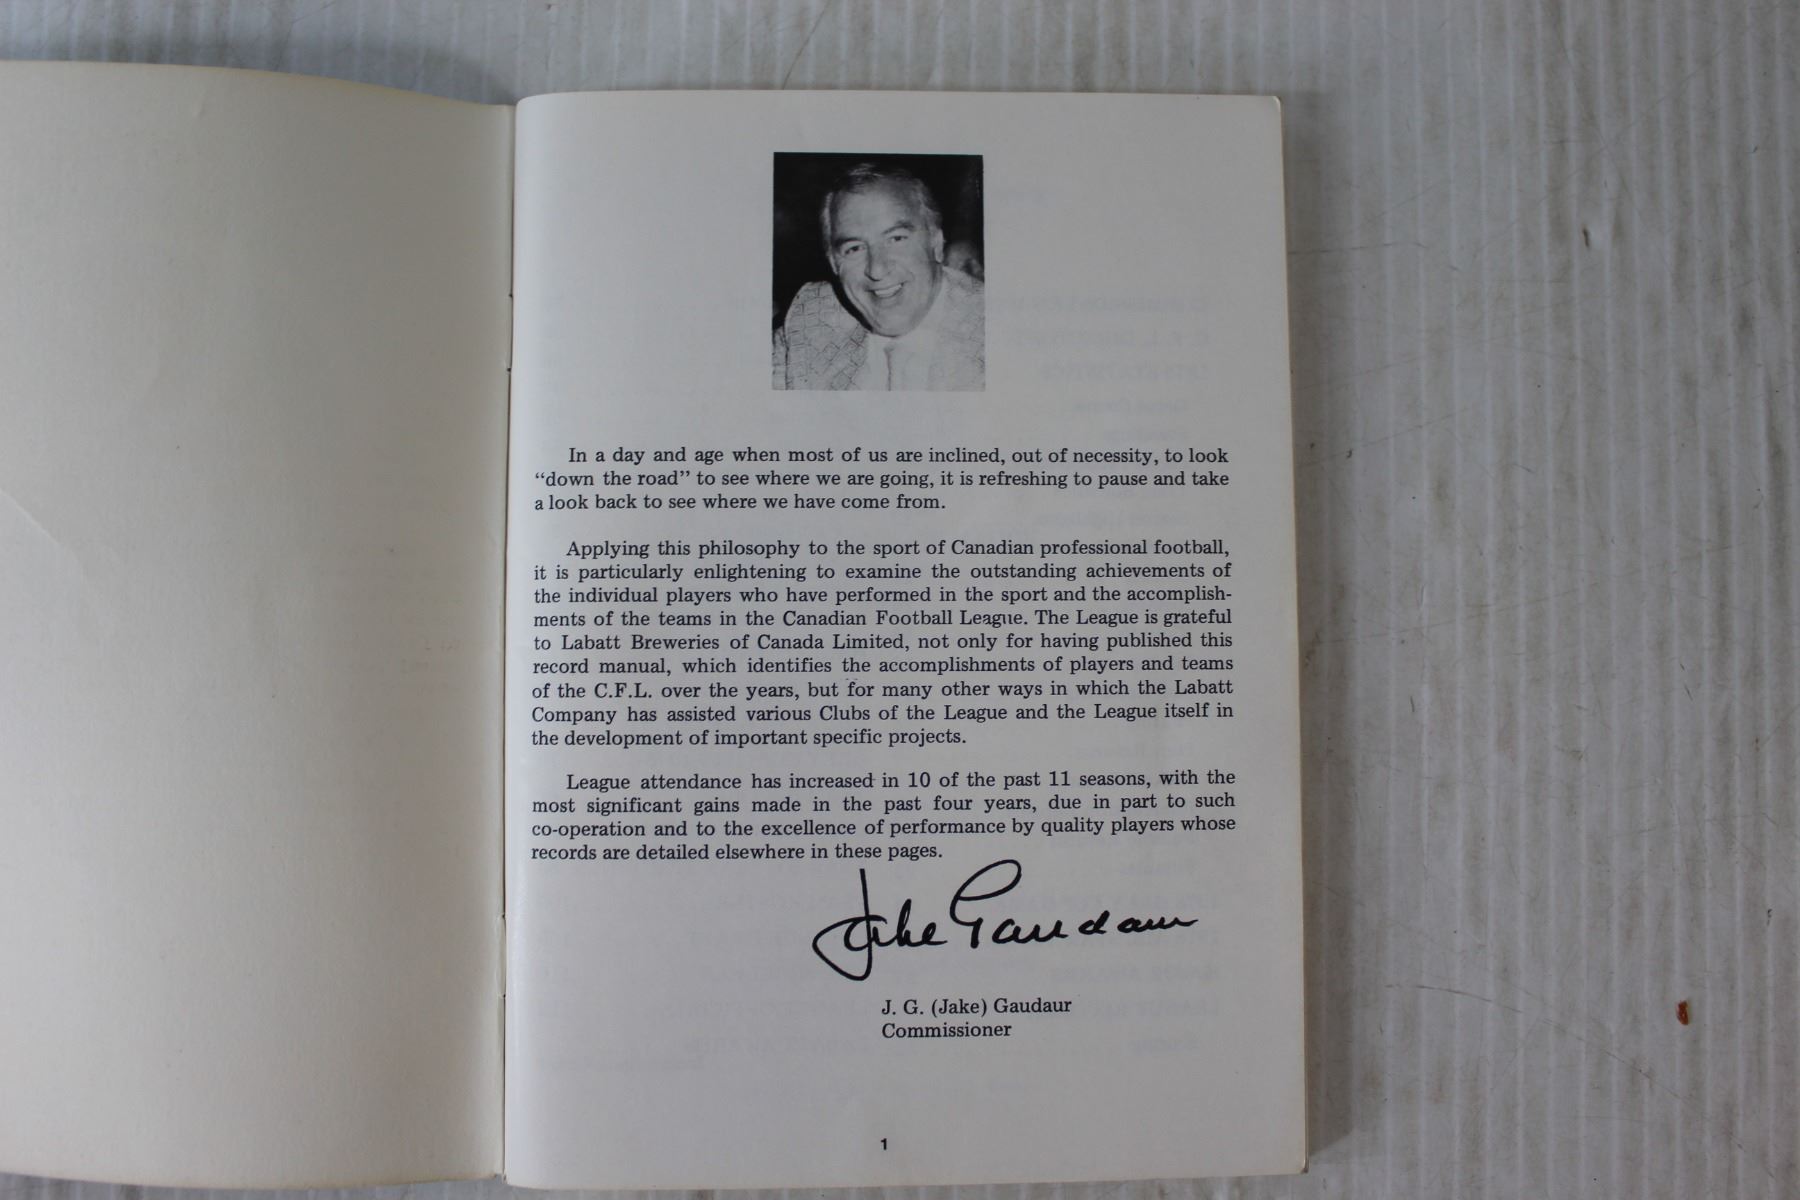 In a day and age when most of us are inclined, out of necessity, to look
“down the road” to see where we are going, it is refreshing to pause and take
a look back to see where we have come from.
Applying this philosophy to the sport of Canadian professional football,
it is particularly enlightening to examine the outstanding achievements of
the individual players who have performed in the sport and the accomplish-
ments of the teams in the Canadian Football League. The League is grateful
to Labatt Breweries of Canada Limited, not only for having published this
record manual, which identifies the accomplishments of players and teams
of the C.F.L. over the years, but for many other ways in which the Labatt
Company has assisted various Clubs of the League and the League itself in
the development of important specific projects.
League attendance has increased in 10 of the past 11 seasons, with the
most significant gains made in the past four years, due in part to such
co-operation and to the excellence of performance by quality players whose
records are detailed elsewhere in these pages.
Jake Gaudaur
J. G. (Jake) Gaudaur
Commissioner
1